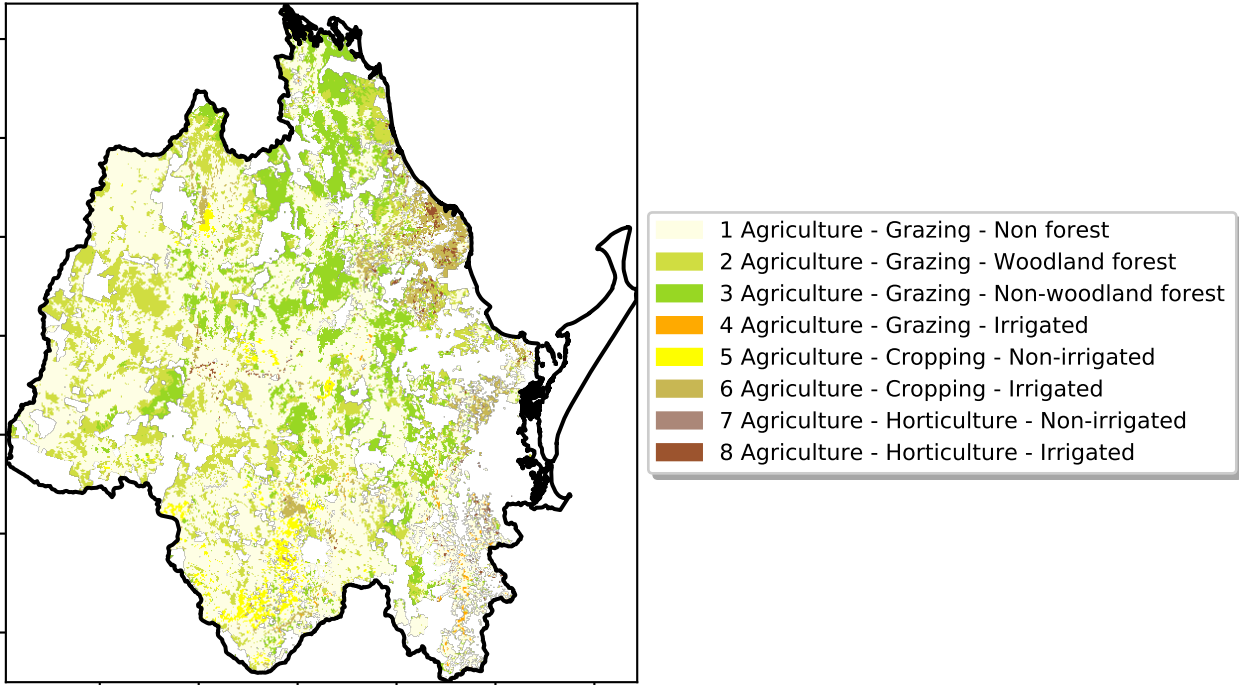 1 Agriculture - Grazing - Non forest
2 Agriculture - Grazing - Woodland forest
3 Agriculture - Grazing - Non-woodland forest
4 Agriculture - Grazing - Irrigated
5 Agriculture - Cropping - Non-irrigated
6 Agriculture - Cropping - Irrigated
7 Agriculture - Horticulture - Non-irrigated
8 Agriculture - Horticulture - Irrigated